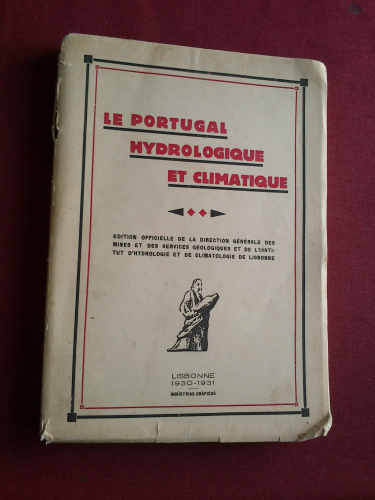 LE PORTUGAL
HYDROLOGIQUE
ET CLIMATIQUE
EDITION OFFICIELLE DE LA DIRECTION GÉNÉRALE DES
MINES ET DES SERVICES GÉOLOGIQUES ET DE L'INSTI-
TUT D'HYDROLOGIE ET DE CLIMATOLOGIE DE LISBONNE
LISBONNE
1930-1931
INDÚSTRIAS GRÁFICAS